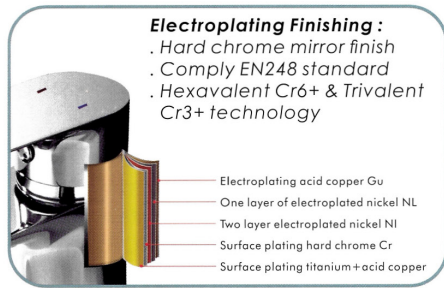 Electroplating Finishing :
. Hard chrome mirror finish
. Comply EN248 standard
. Hexavalent Cr6+ & Trivalent
Cr3+ technology
Electroplating acid copper Gu
One layer of electroplated nickel NL
Two layer electroplated nickel NI
Surface plating hard chrome Cr
Surface plating titanium+acid copper